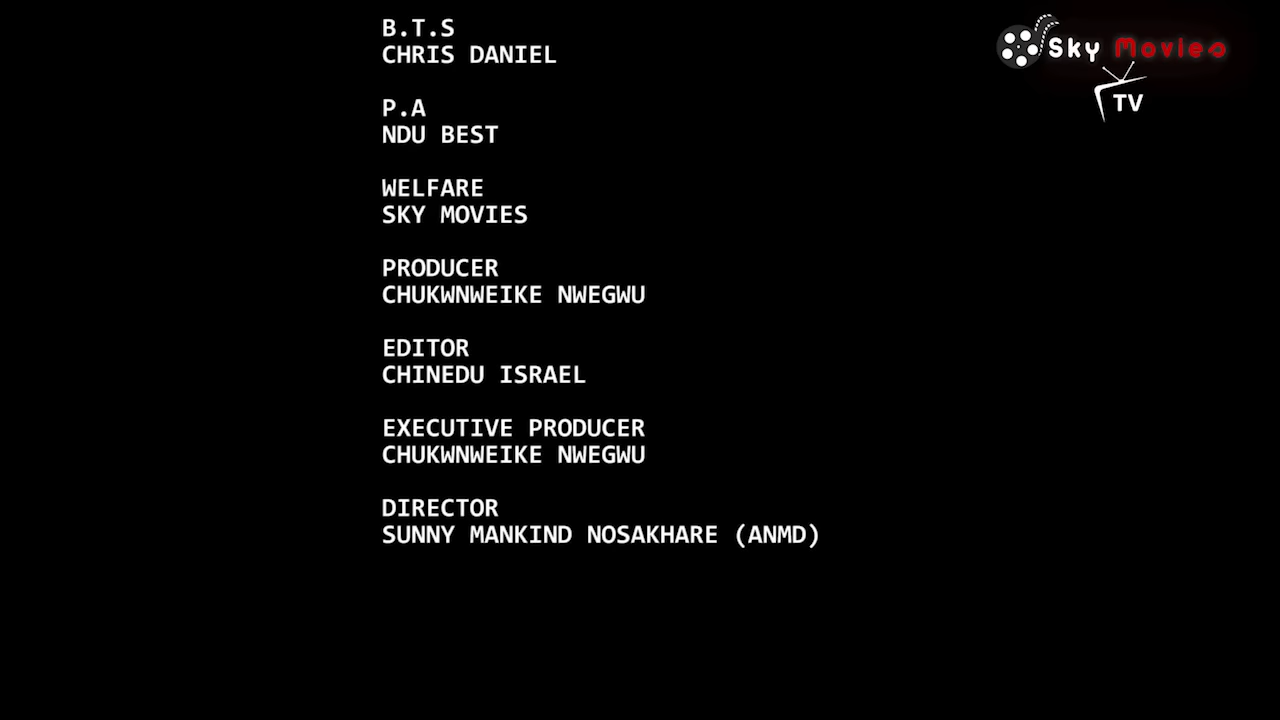 B.T.S
CHRIS DANIEL
P.A
NDU BEST
WELFARE
SKY MOVIES
PRODUCER
CHUKWNWEIKE NWEGWU
EDITOR
CHINEDU ISRAEL
EXECUTIVE PRODUCER
CHUKWNWEIKE NWEGWU
DIRECTOR
SUNNY MANKIND NOSAKHARE (ANMD)
Sky Movies
TV